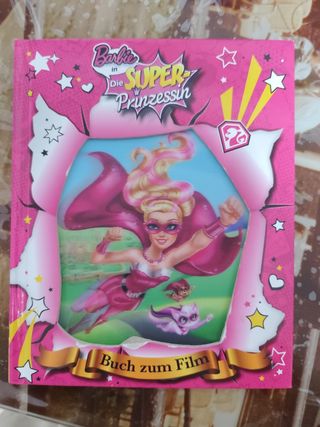 Barbie
in
Die SUPER-
Prinzessin
Buch zum Film